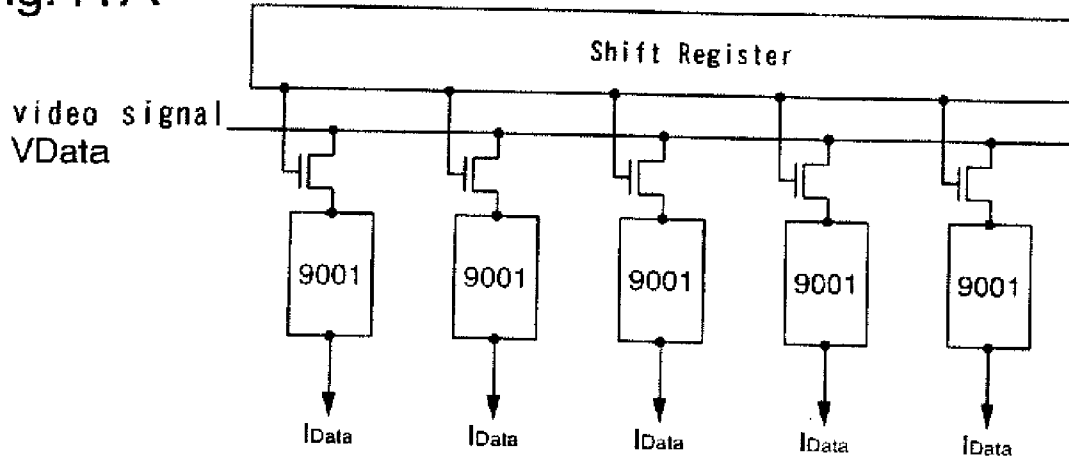 Shift Register
video signal
VData
9001 9001 9001 9001 9001
IData IData IData IData IData